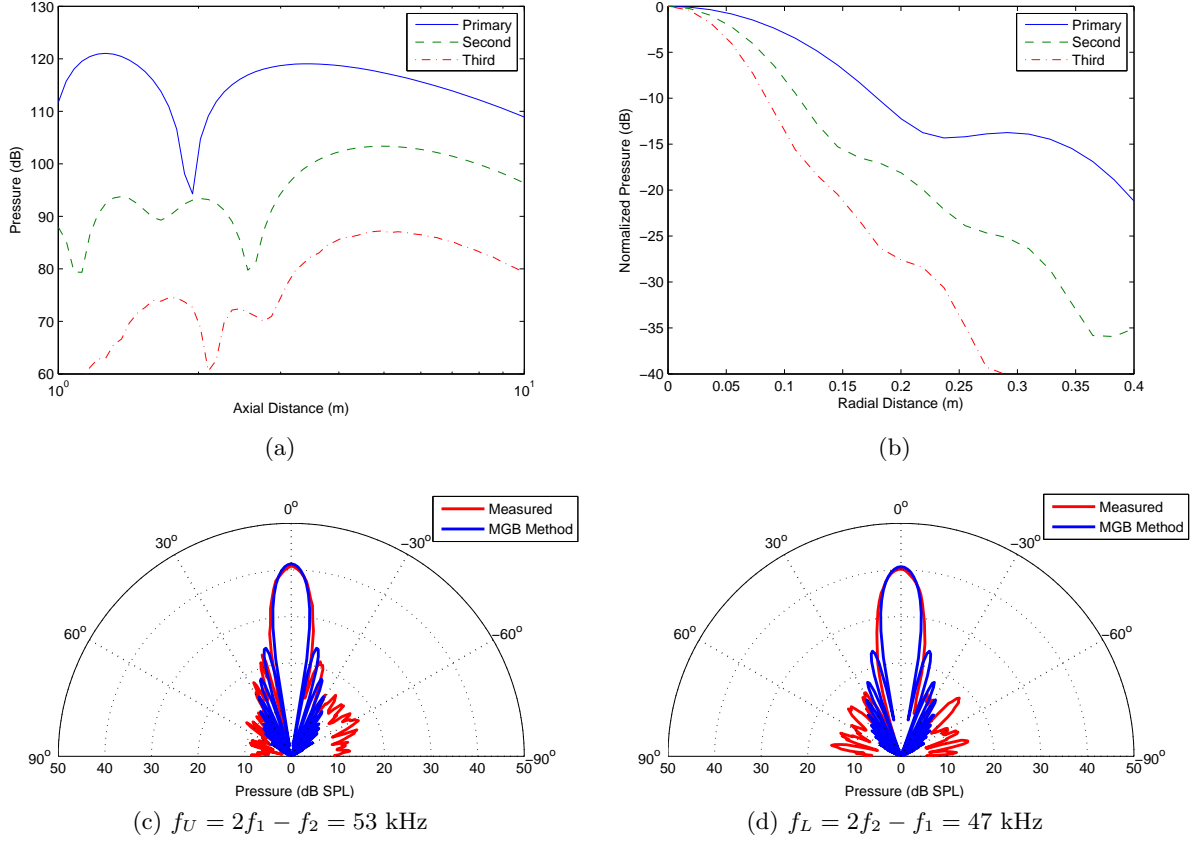 130
120
110
100
90
80
70
60
10⁰
10¹
Pressure (dB)
Axial Distance (m)
Primary
Second
Third
(a)
0
−5
−10
−15
−20
−25
−30
−35
−40
0 0.05 0.1 0.15 0.2 0.25 0.3 0.35 0.4
Normalized Pressure (dB)
Radial Distance (m)
Primary
Second
Third
(b)
Measured
MGB Method
0°
30° −30°
60° −60°
90° −90°
50 40 30 20 10 0 10 20 30 40 50
Pressure (dB SPL)
(c) f_U = 2f_1 − f_2 = 53 kHz
Measured
MGB Method
0°
30° −30°
60° −60°
90° −90°
50 40 30 20 10 0 10 20 30 40 50
Pressure (dB SPL)
(d) f_L = 2f_2 − f_1 = 47 kHz